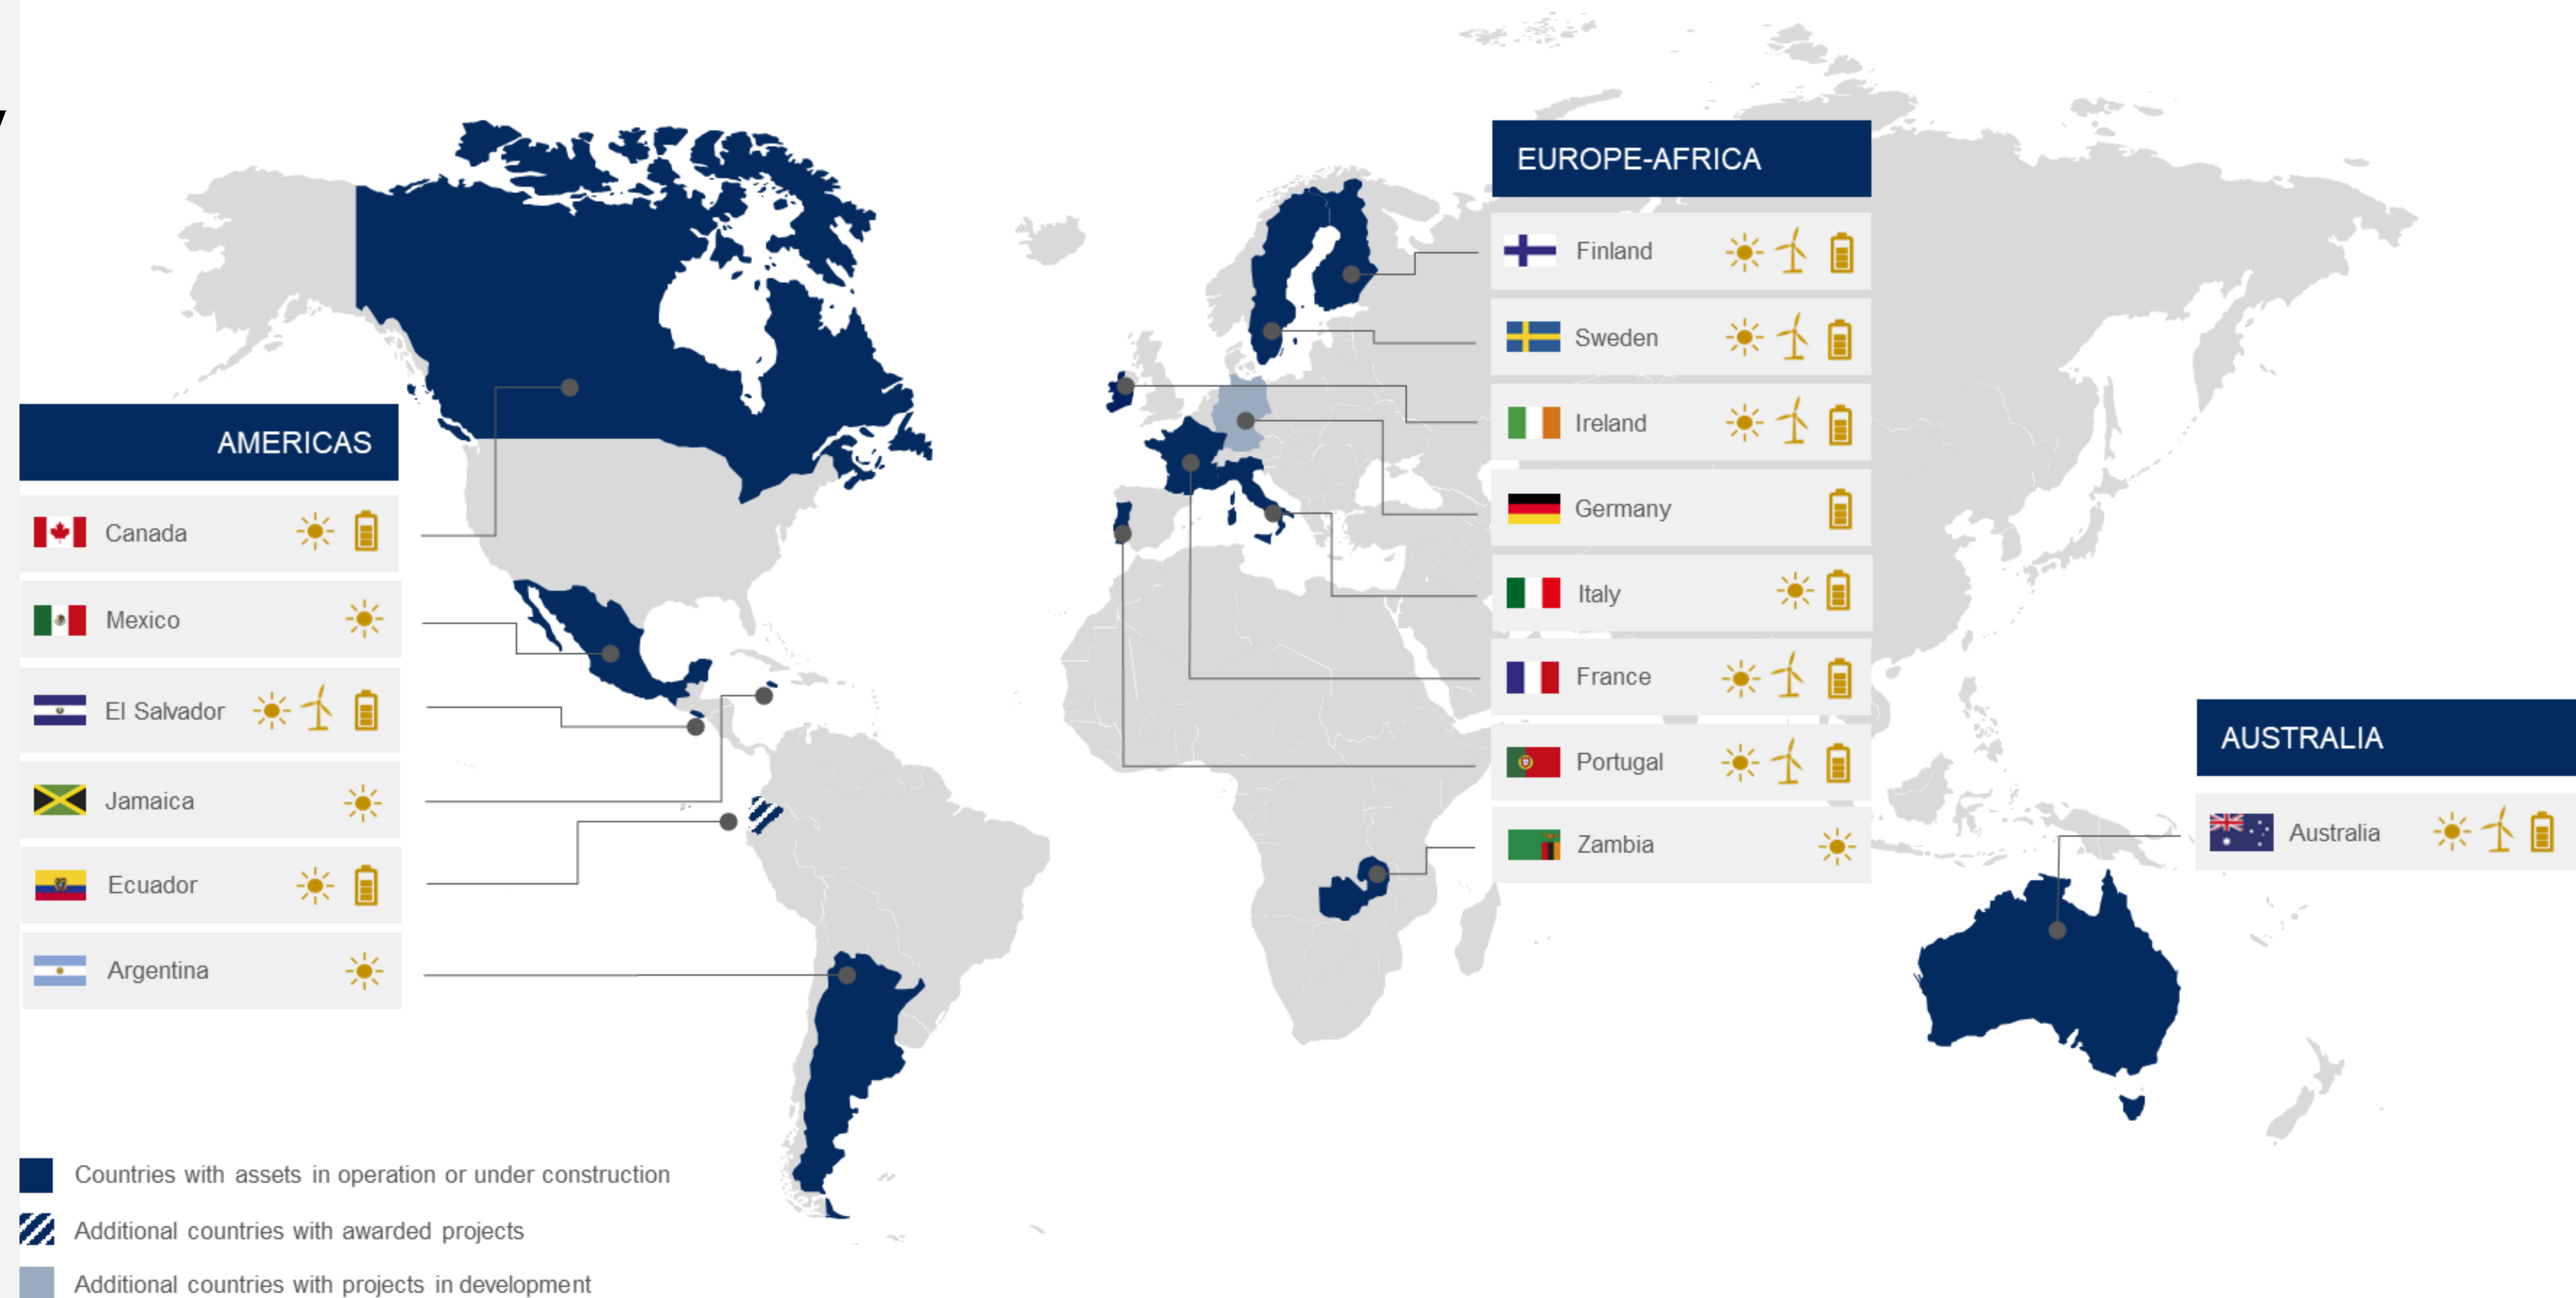 EUROPE-AFRICA
Finland
Sweden
Ireland
Germany
Italy
France
Portugal
Zambia
AMERICAS
Canada
Mexico
El Salvador
Jamaica
Ecuador
Argentina
AUSTRALIA
Australia
Countries with assets in operation or under construction
Additional countries with awarded projects
Additional countries with projects in development